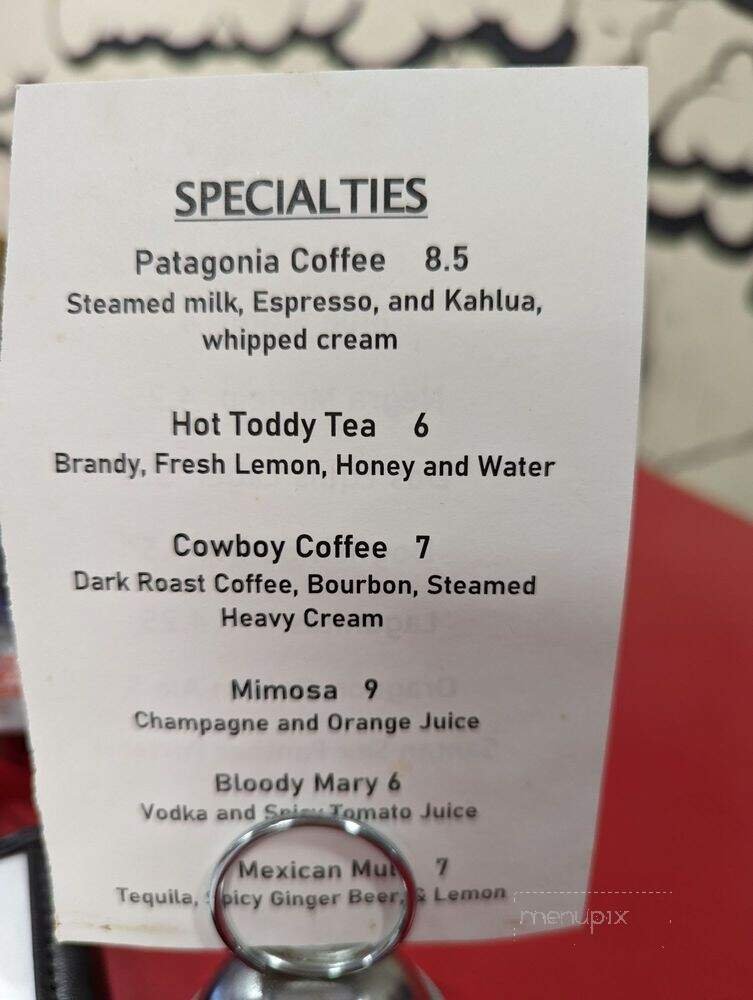 SPECIALTIES
Patagonia Coffee 8.5
Steamed milk, Espresso, and Kahlua,
whipped cream
Hot Toddy Tea 6
Brandy, Fresh Lemon, Honey and Water
Cowboy Coffee 7
Dark Roast Coffee, Bourbon, Steamed
Heavy Cream
Mimosa 9
Champagne and Orange Juice
Bloody Mary 6
Vodka and Spicy Tomato Juice
Mexican 7
Tequila, Spicy Ginger Beer, & Lemon
menupix